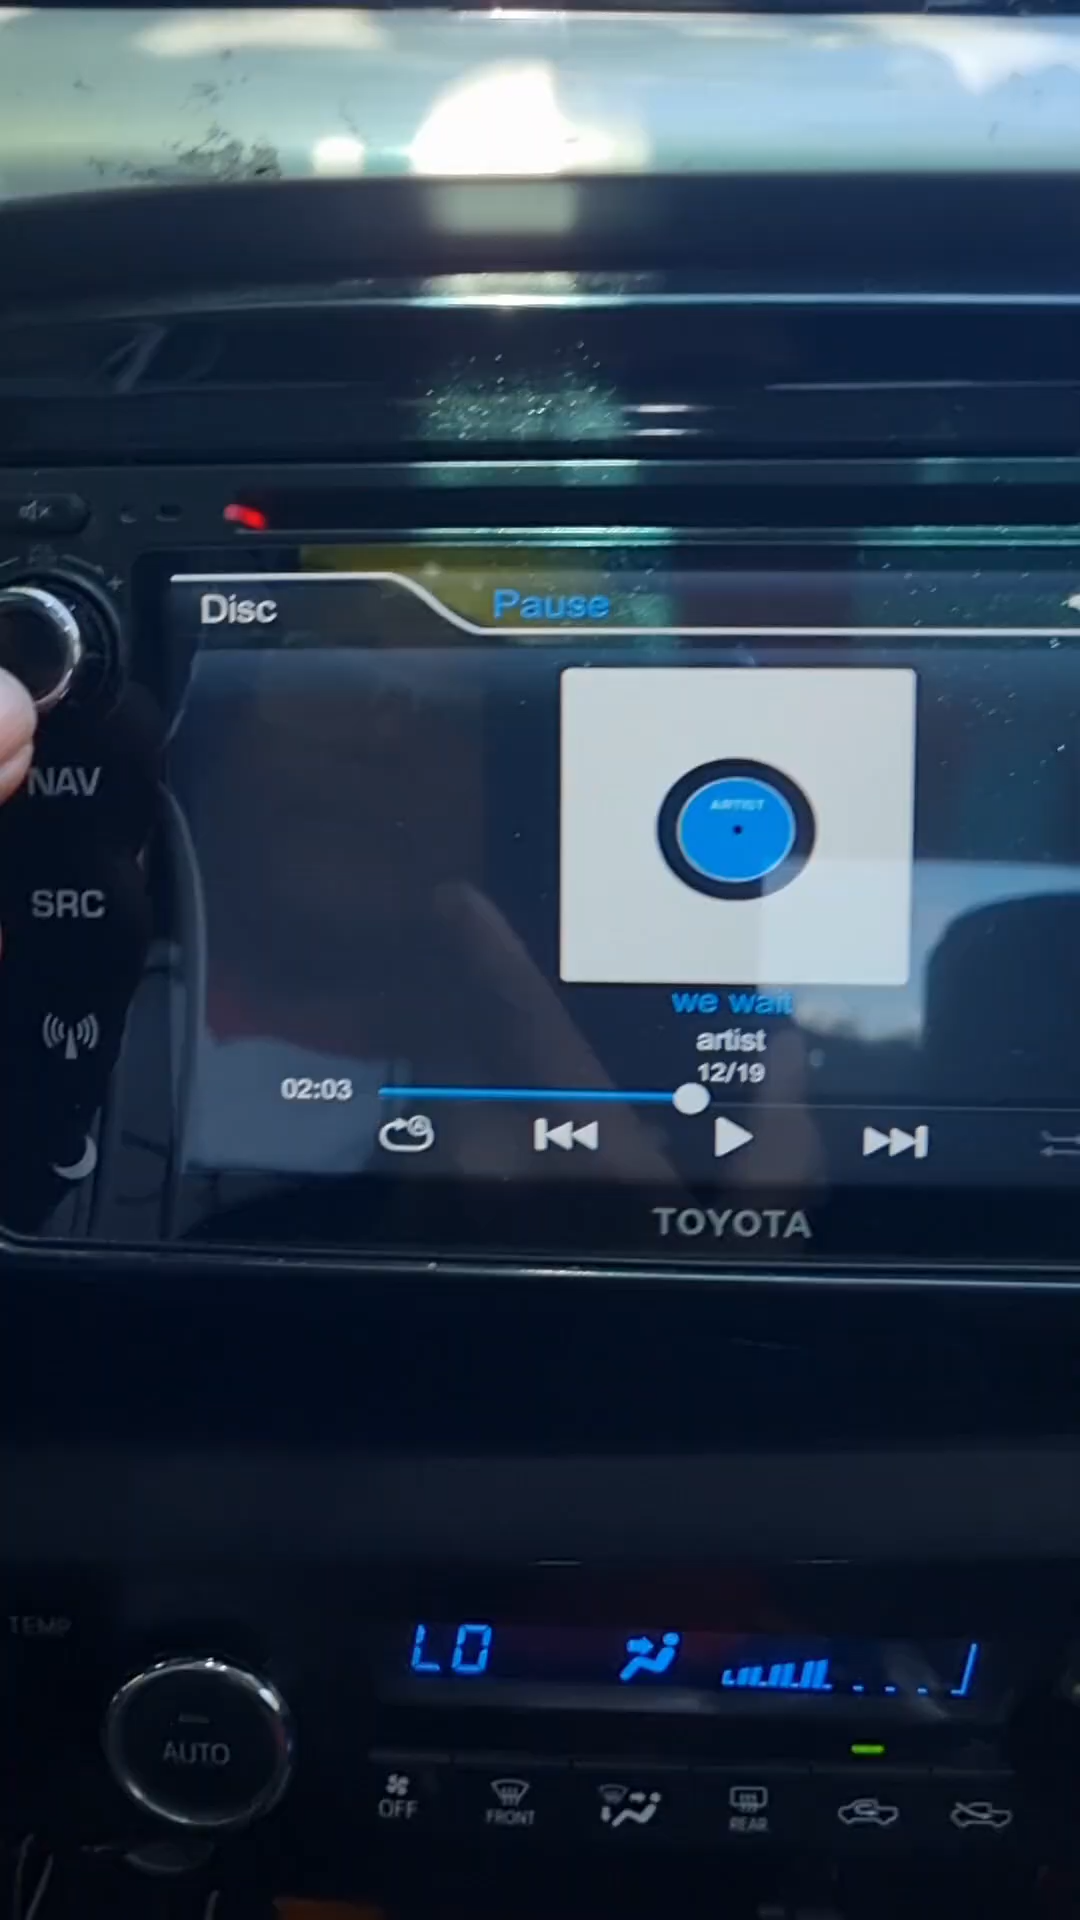 Disc
Pause
NAV
ARTIST
SRC
we wait
artist
12/19
02:03
TOYOTA
TEMP
LO
AUTO
OFF
FRONT
REAR